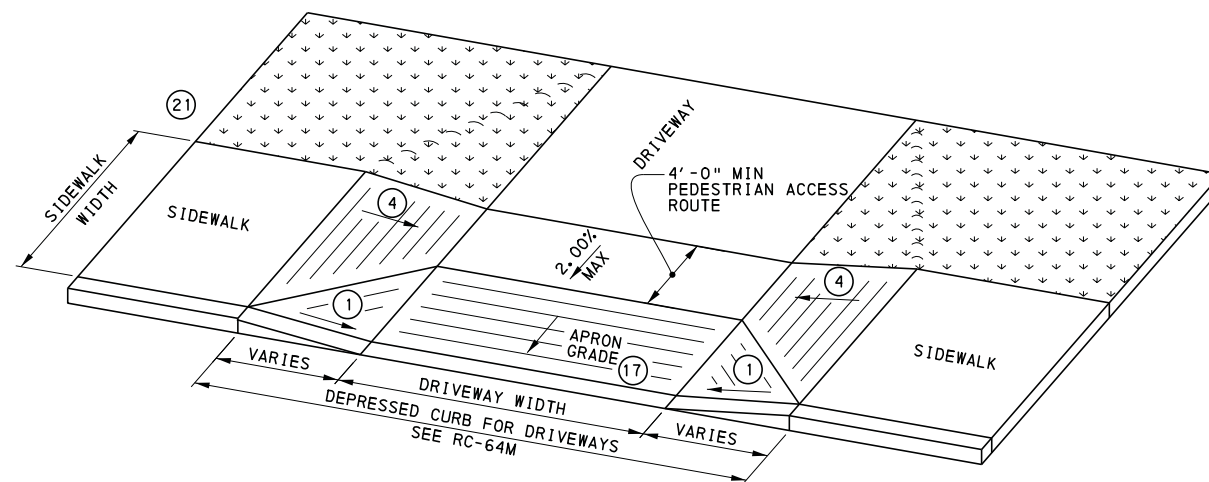 21
SIDEWALK
WIDTH
SIDEWALK
4
1
DRIVEWAY
4'-0" MIN
PEDESTRIAN ACCESS
ROUTE
2.00%
MAX
4
APRON
GRADE
17
1
SIDEWALK
VARIES
DRIVEWAY WIDTH
VARIES
DEPRESSED CURB FOR DRIVEWAYS
SEE RC-64M